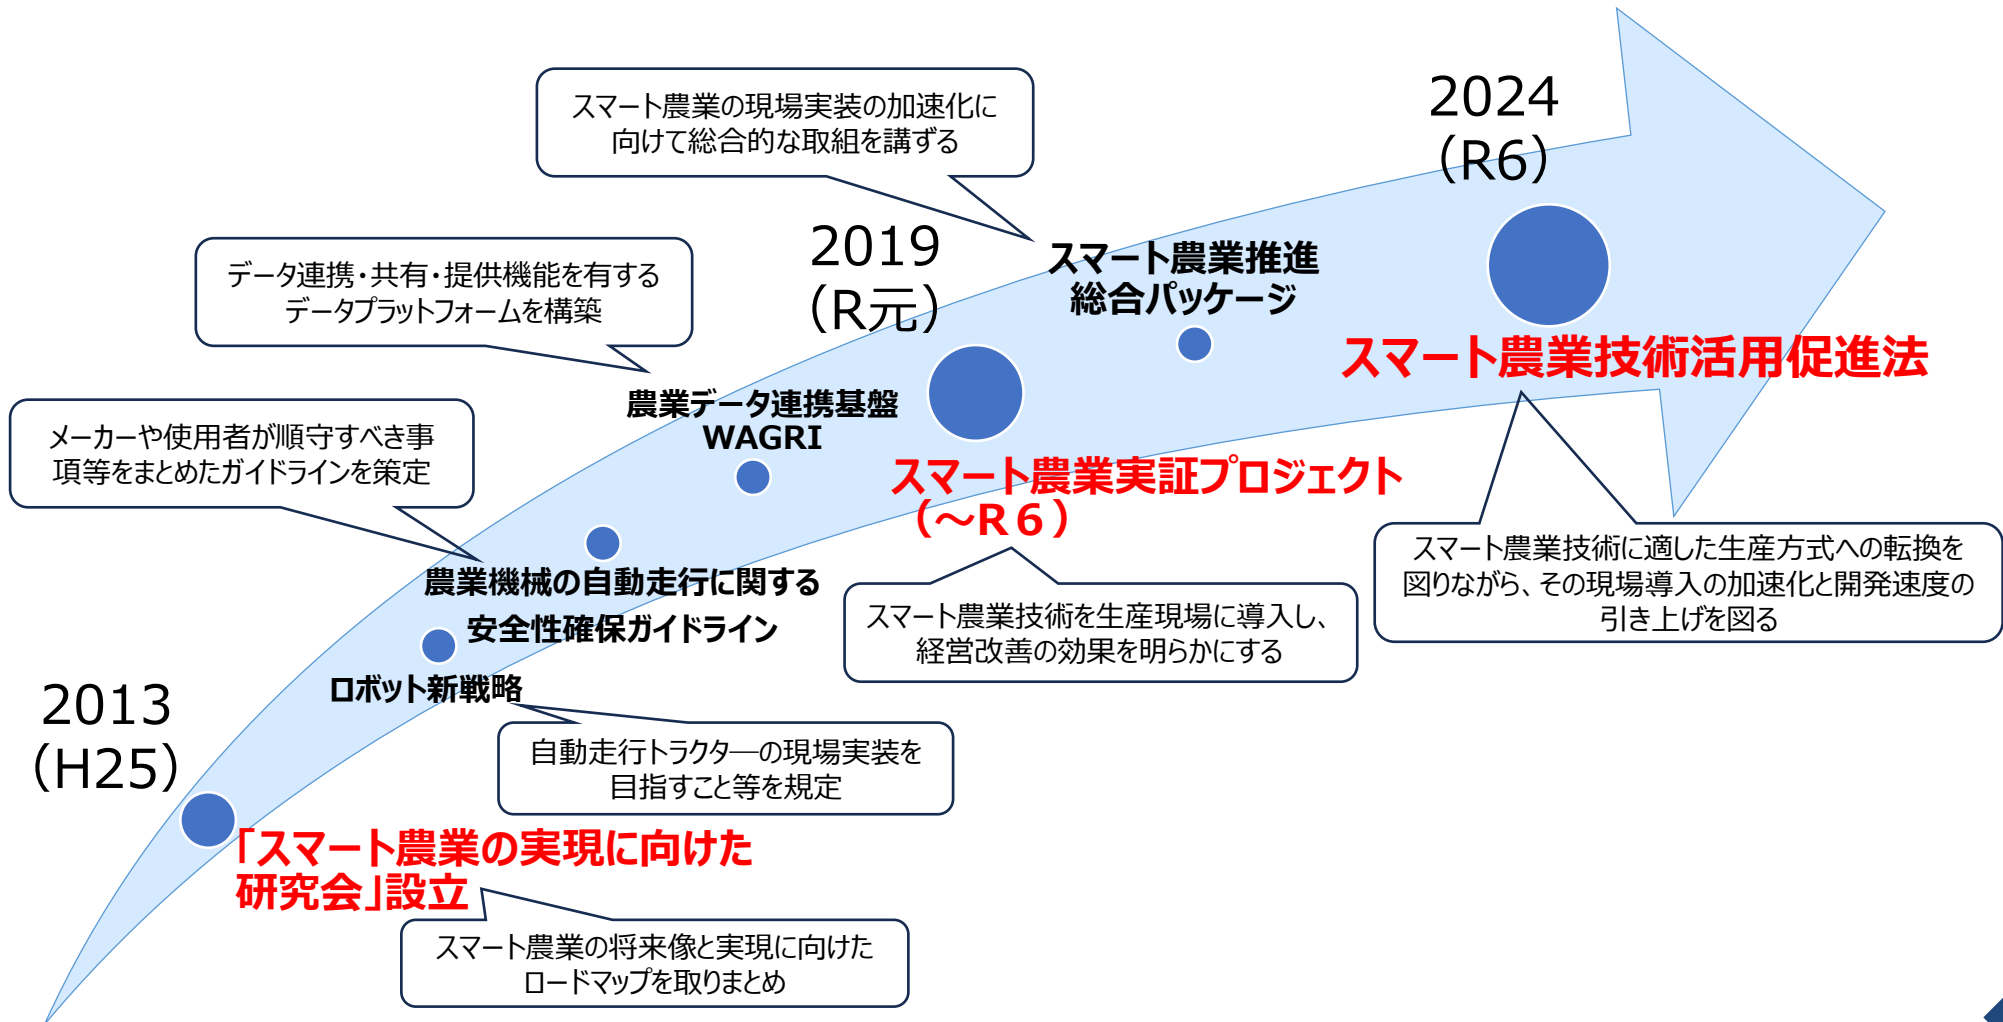 2013
（H25）
「スマート農業の実現に向けた
研究会」設立
スマート農業の将来像と実現に向けた
ロードマップを取りまとめ
ロボット新戦略
自動走行トラクタ―の現場実装を
目指すこと等を規定
農業機械の自動走行に関する
安全性確保ガイドライン
メーカーや使用者が順守すべき事
項等をまとめたガイドラインを策定
農業データ連携基盤
WAGRI
データ連携・共有・提供機能を有する
データプラットフォームを構築
2019
（R元）
スマート農業実証プロジェクト
（～R６）
スマート農業技術を生産現場に導入し、
経営改善の効果を明らかにする
スマート農業推進
総合パッケージ
スマート農業の現場実装の加速化に
向けて総合的な取組を講ずる
2024
（R6）
スマート農業技術活用促進法
スマート農業技術に適した生産方式への転換を
図りながら、その現場導入の加速化と開発速度の
引き上げを図る